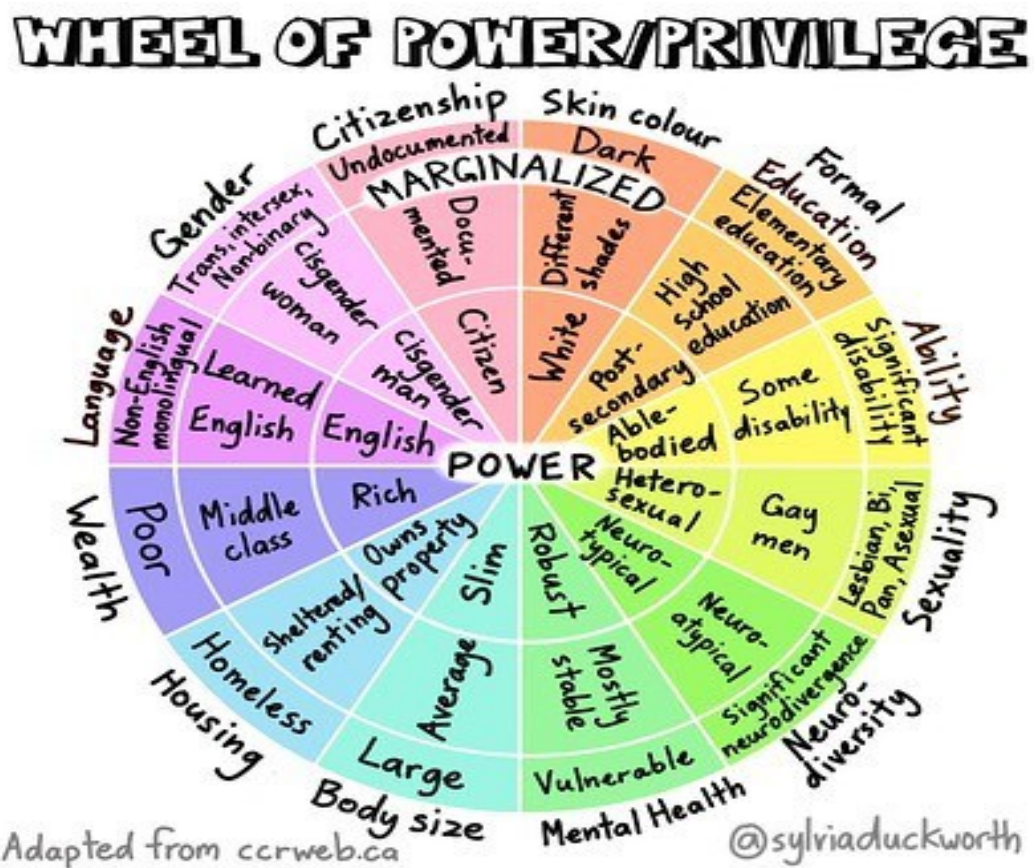 WHEEL OF POWER/PRIVILEGE
Citizenship
Undocumented
Docu-
mented
Citizen
Skin colour
Dark
Different
shades
White
Formal
Education
Elementary
education
High
school
education
Post-
secondary
Ability
Significant
disability
Some
disability
Able-
bodied
Sexuality
Lesbian, Bi,
Pan, Asexual
Gay
men
Hetero-
sexual
Neuro-
diversity
Significant
neurodivergence
Neuro-
atypical
Neuro-
typical
Mental Health
Vulnerable
Mostly
stable
Robust
Body size
Large
Average
Slim
Housing
Homeless
Sheltered/
renting
Owns
property
Wealth
Poor
Middle
class
Rich
Language
Non-English
monolingual
Learned
English
English
Gender
Trans, intersex,
Non-binary
cisgender
woman
cisgender
man
MARGINALIZED
POWER
Adapted from ccrweb.ca
@sylviaduckworth